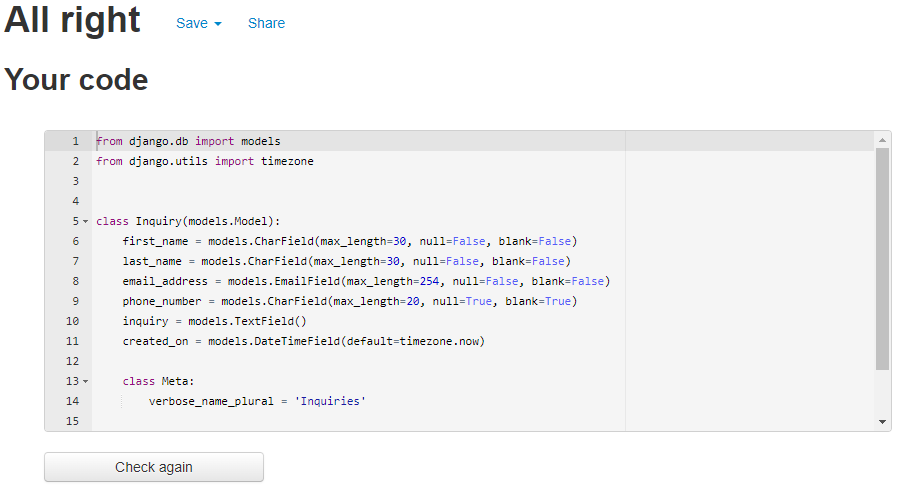 All right Save Share
Your code
1 from django.db import models
2 from django.utils import timezone
3
4
5 class Inquiry(models.Model):
6     first_name = models.CharField(max_length=30, null=False, blank=False)
7     last_name = models.CharField(max_length=30, null=False, blank=False)
8     email_address = models.EmailField(max_length=254, null=False, blank=False)
9     phone_number = models.CharField(max_length=20, null=True, blank=True)
10     inquiry = models.TextField()
11     created_on = models.DateTimeField(default=timezone.now)
12
13     class Meta:
14         verbose_name_plural = 'Inquiries'
15
Check again